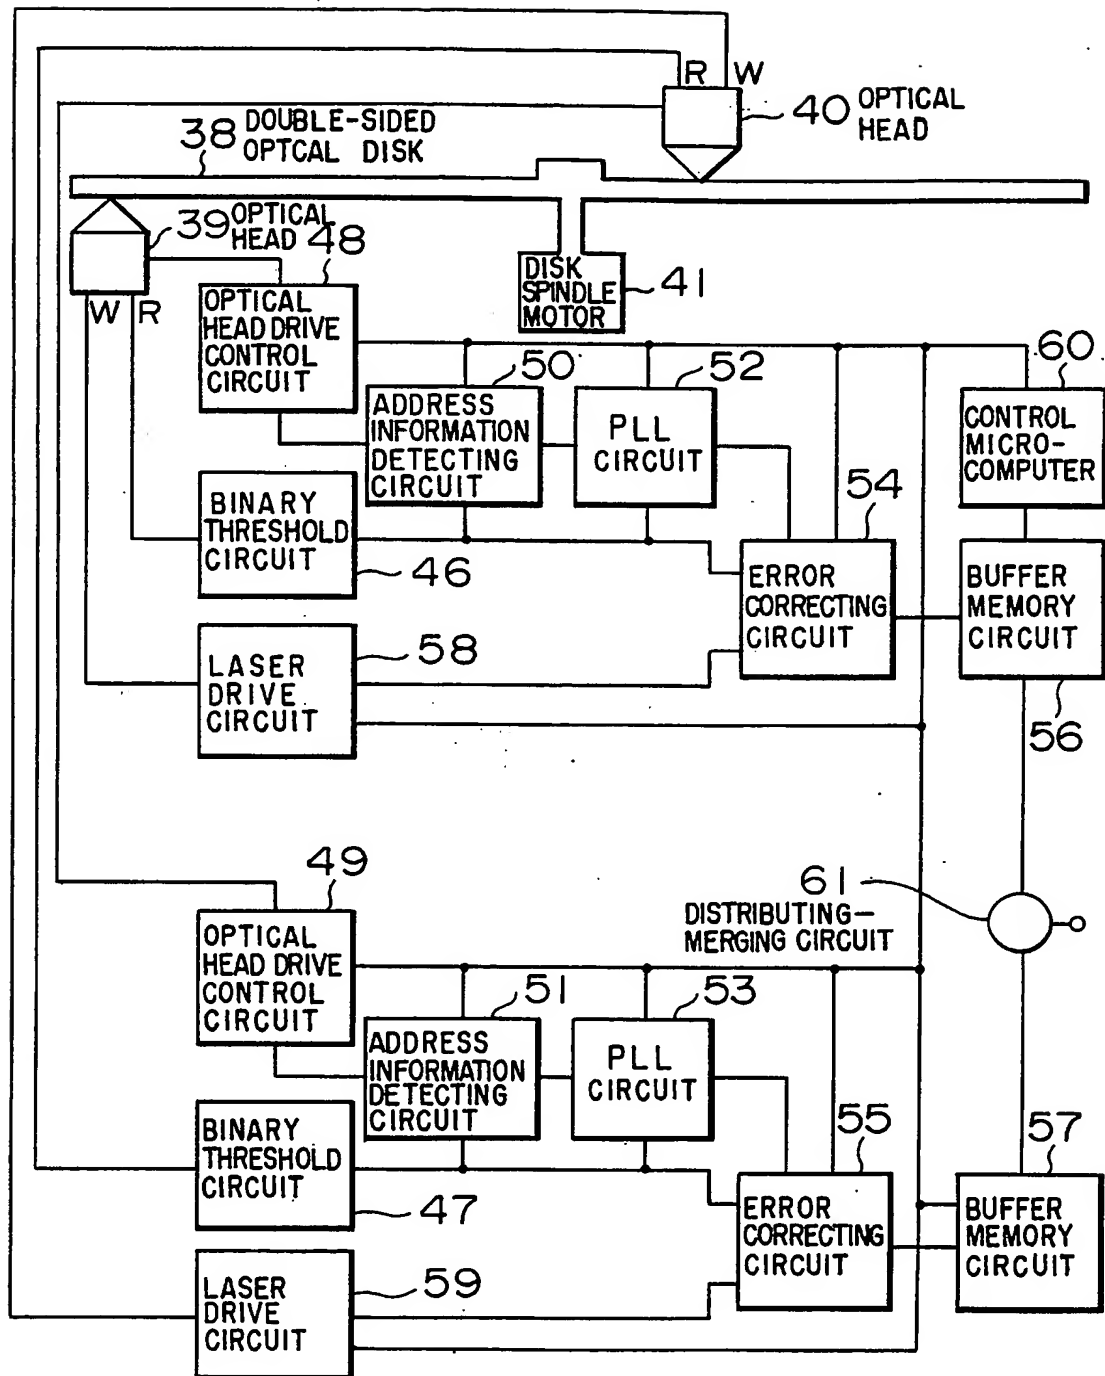 R W
40 OPTICAL
HEAD
38 DOUBLE-SIDED
OPTCAL DISK
39 OPTICAL
HEAD
W R
48
OPTICAL
HEAD DRIVE
CONTROL
CIRCUIT
DISK
SPINDLE
MOTOR
41
50
ADDRESS
INFORMATION
DETECTING
CIRCUIT
52
PLL
CIRCUIT
60
CONTROL
MICRO-
COMPUTER
BINARY
THRESHOLD
CIRCUIT
46
54
ERROR
CORRECTING
CIRCUIT
BUFFER
MEMORY
CIRCUIT
56
58
LASER
DRIVE
CIRCUIT
49
OPTICAL
HEAD DRIVE
CONTROL
CIRCUIT
61
DISTRIBUTING-
MERGING CIRCUIT
51
ADDRESS
INFORMATION
DETECTING
CIRCUIT
53
PLL
CIRCUIT
BINARY
THRESHOLD
CIRCUIT
47
55
ERROR
CORRECTING
CIRCUIT
57
BUFFER
MEMORY
CIRCUIT
59
LASER
DRIVE
CIRCUIT